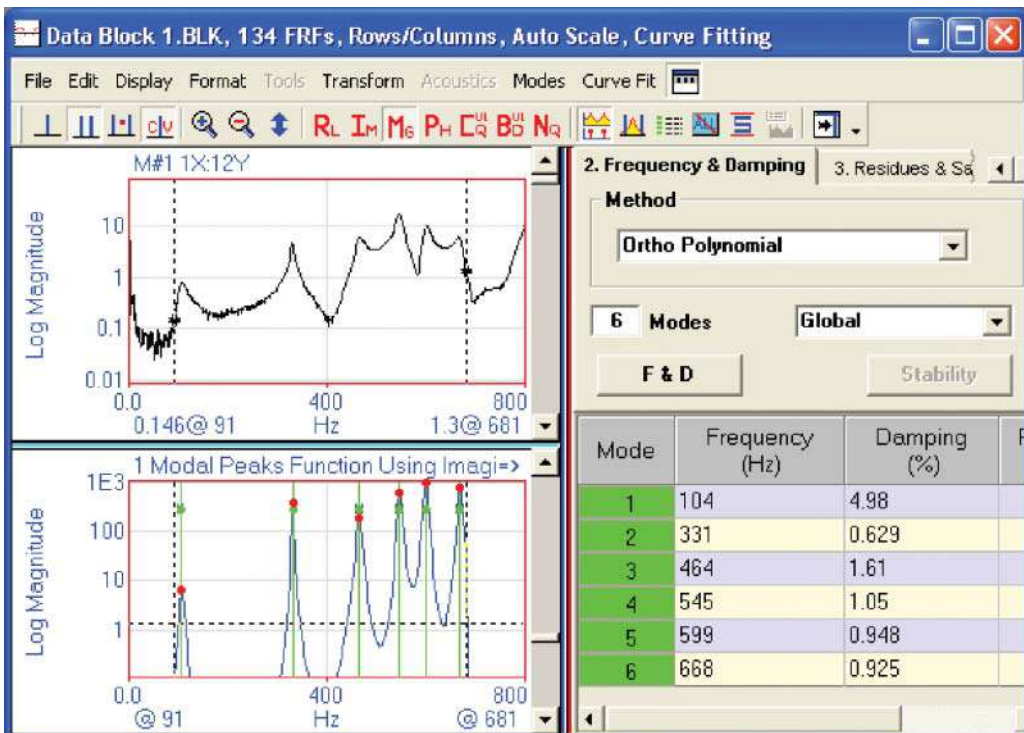 Data Block 1.BLK, 134 FRFs, Rows/Columns, Auto Scale, Curve Fitting
File Edit Display Format Tools Transform Acoustics Modes Curve Fit
M#1 1X:12Y
Log Magnitude
10
1
0.1
0.01
0.0 400 800
0.146@ 91 Hz 1.3@ 681
1 Modal Peaks Function Using Imagi=>
Log Magnitude
1E3
100
10
1
0.0 400 800
@ 91 Hz @ 681
2. Frequency & Damping 3. Residues & Sa
Method
Ortho Polynomial
6 Modes Global
F & D Stability
Mode Frequency (Hz) Damping (%)
1 104 4.98
2 331 0.629
3 464 1.61
4 545 1.05
5 599 0.948
6 668 0.925